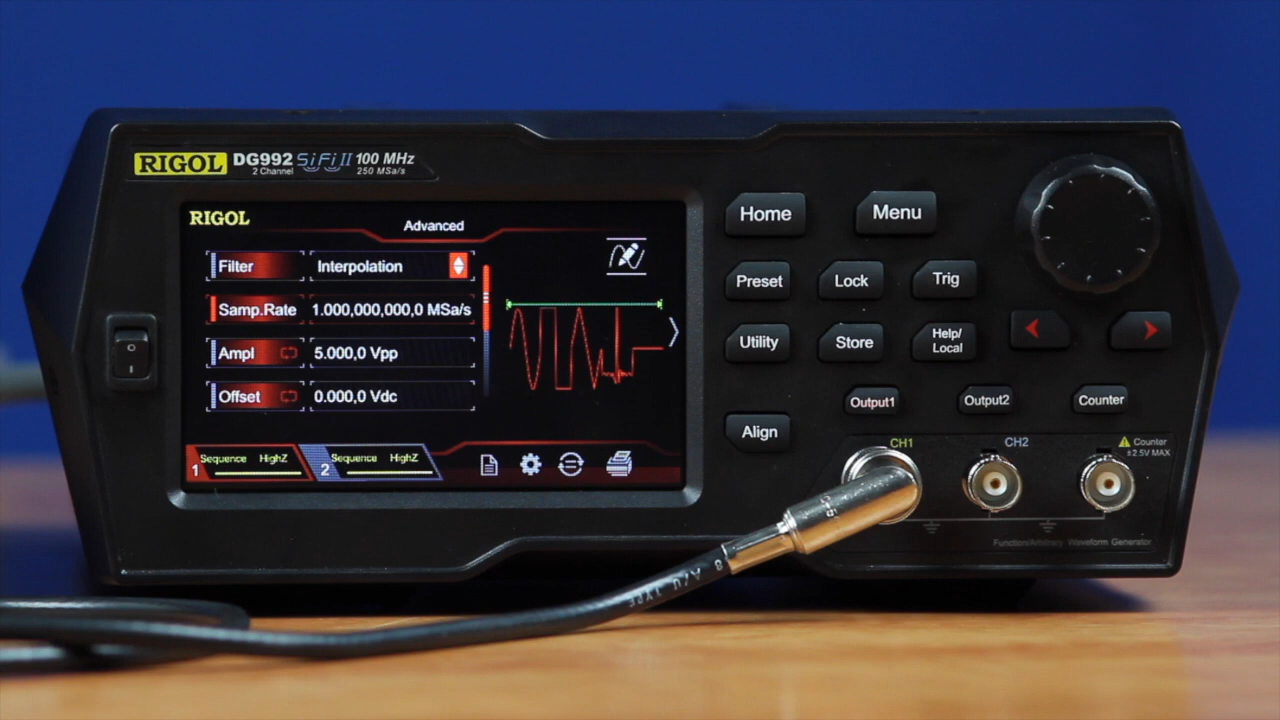 RIGOL DG992 SiFi II 100 MHz
2 Channel 250 MSa/s
RIGOL
Advanced
Filter Interpolation
Samp.Rate 1.000,000,000,0 MSa/s
Ampl 5.000,0 Vpp
Offset 0.000,0 Vdc
1 Sequence HighZ 2 Sequence HighZ
Home Menu
Preset Lock Trig
Utility Store Help/
Local
Output1 Output2 Counter
Align
CH1 CH2 Counter
±2.5V MAX
Function/Arbitrary Waveform Generator
O
I
8 A/U TYPE